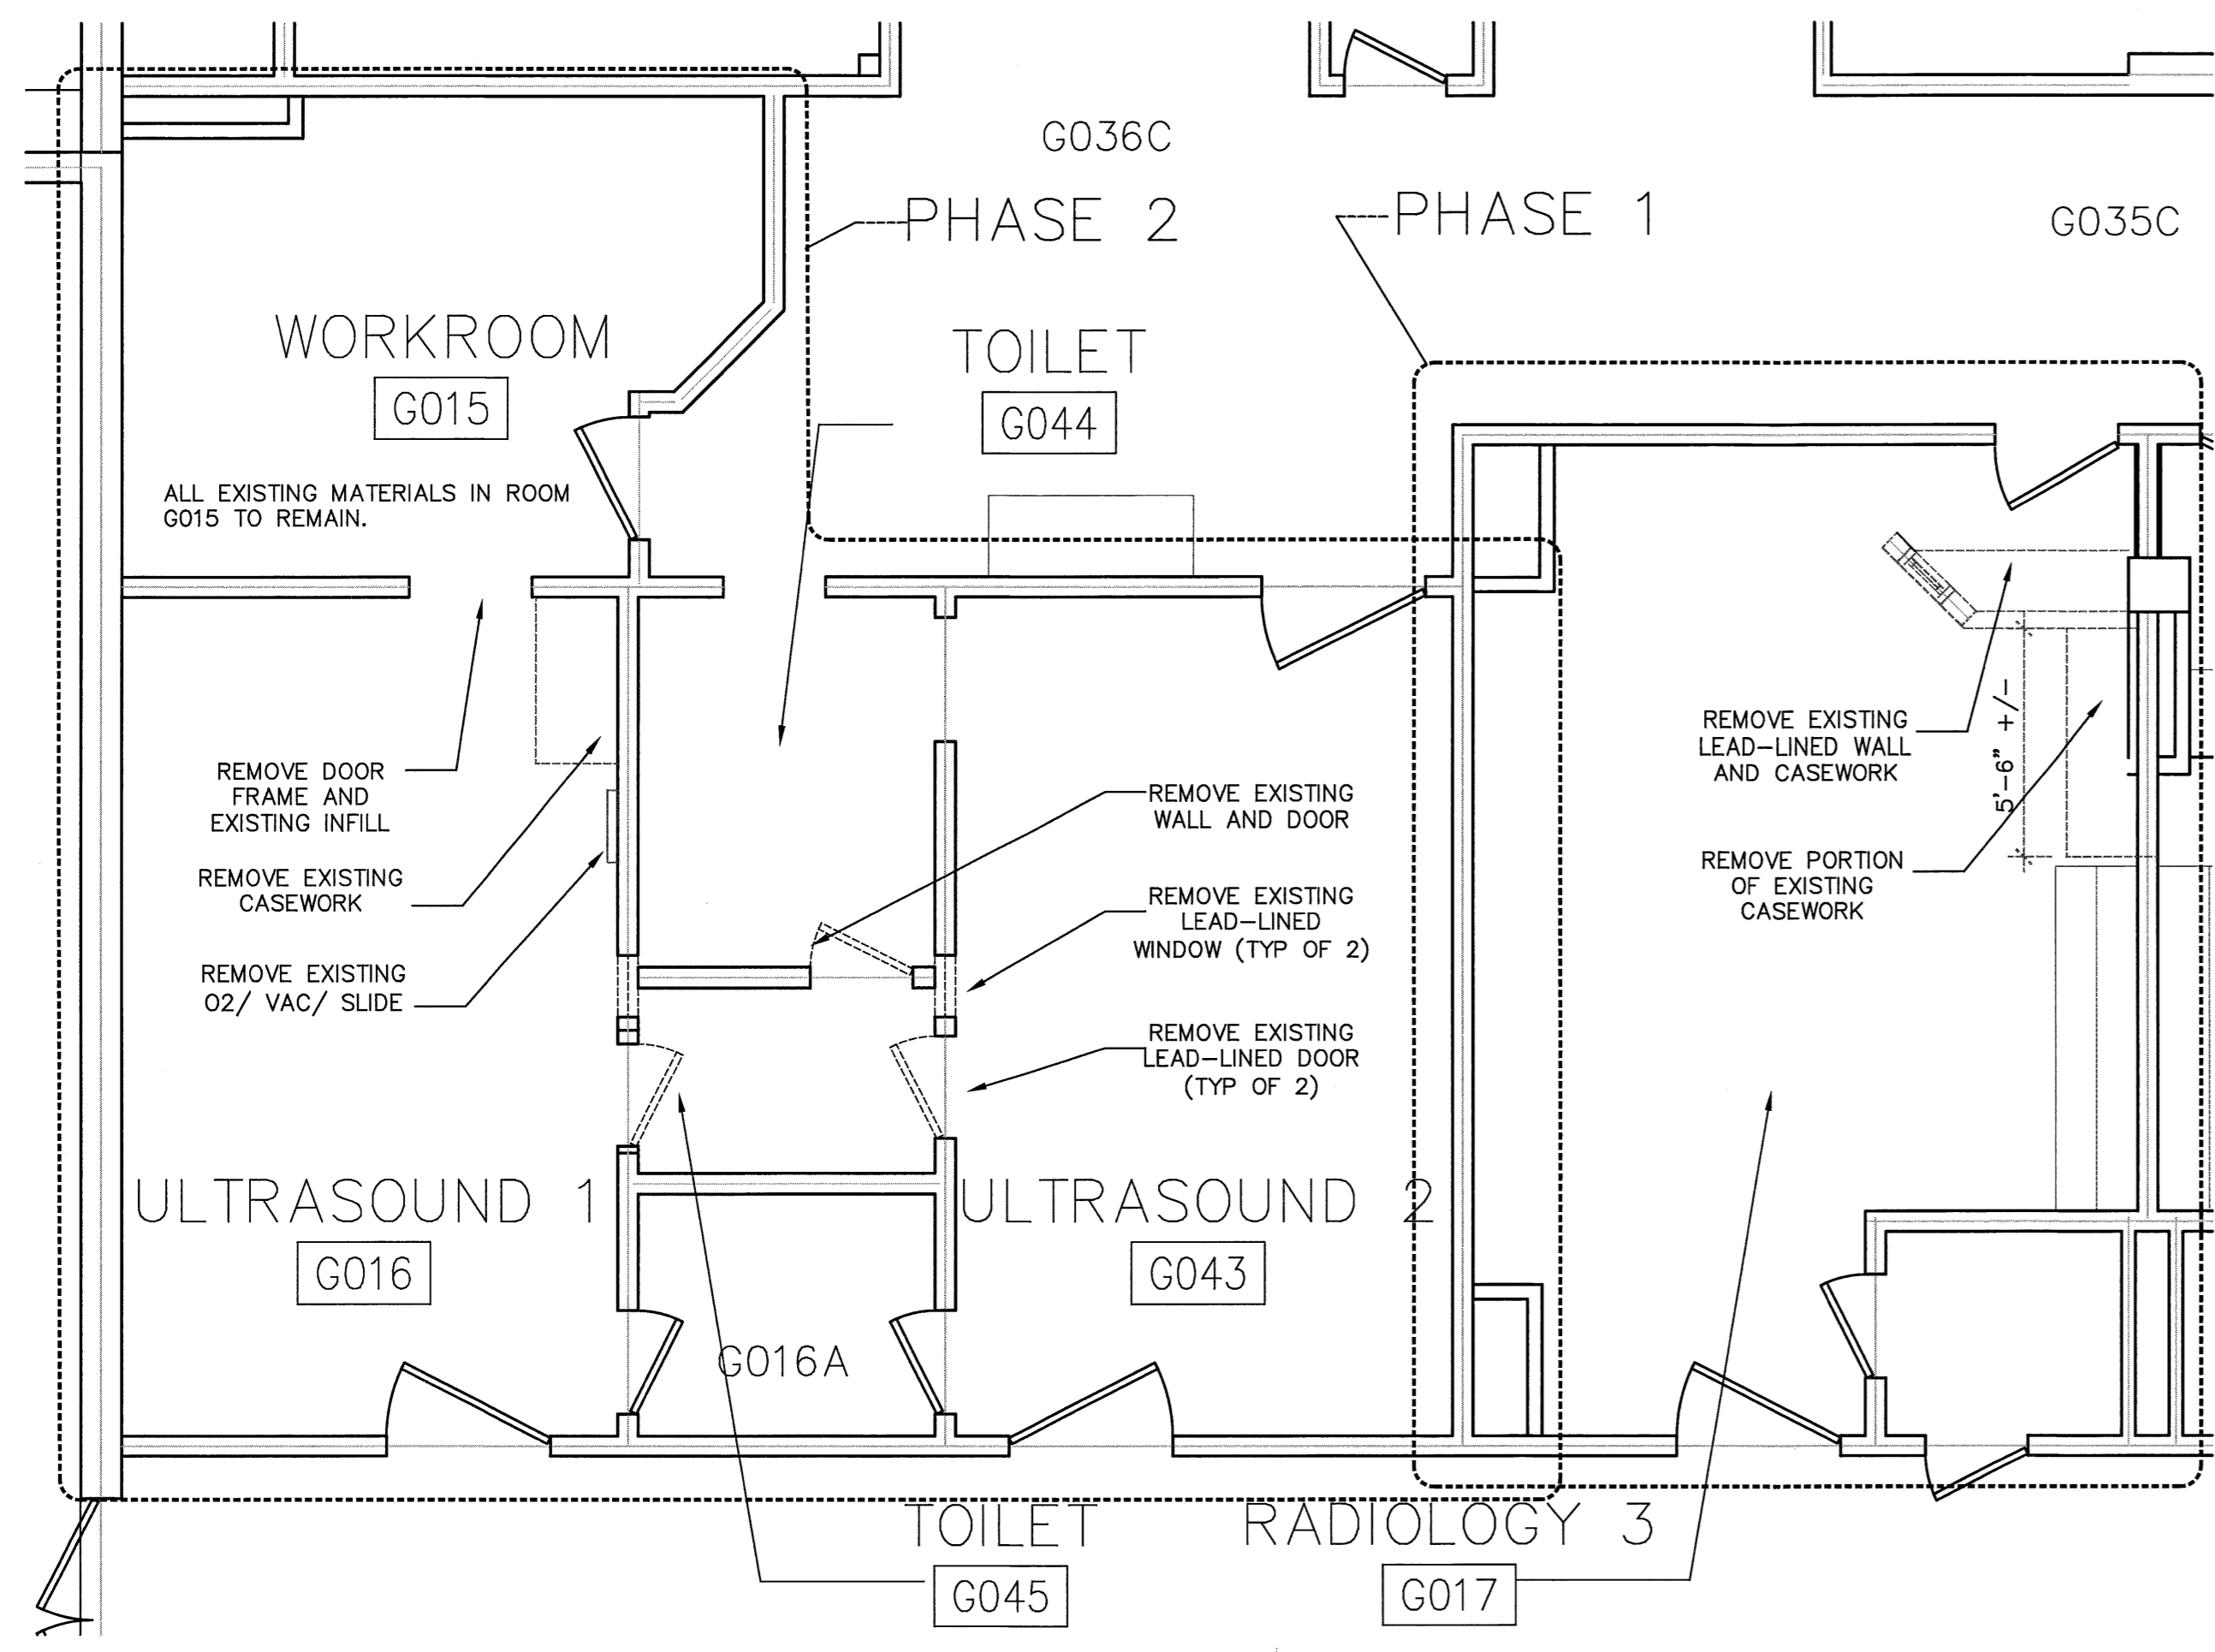 G036C
PHASE 2
PHASE 1
G035C
WORKROOM
G015
TOILET
G044
ALL EXISTING MATERIALS IN ROOM
G015 TO REMAIN.
REMOVE DOOR
FRAME AND
EXISTING INFILL
REMOVE EXISTING
CASEWORK
REMOVE EXISTING
O2/ VAC/ SLIDE
REMOVE EXISTING
WALL AND DOOR
REMOVE EXISTING
LEAD-LINED
WINDOW (TYP OF 2)
REMOVE EXISTING
LEAD-LINED DOOR
(TYP OF 2)
REMOVE EXISTING
LEAD-LINED WALL
AND CASEWORK
5'-6" +/-
REMOVE PORTION
OF EXISTING
CASEWORK
ULTRASOUND 1
G016
ULTRASOUND 2
G043
G016A
TOILET
G045
RADIOLOGY 3
G017